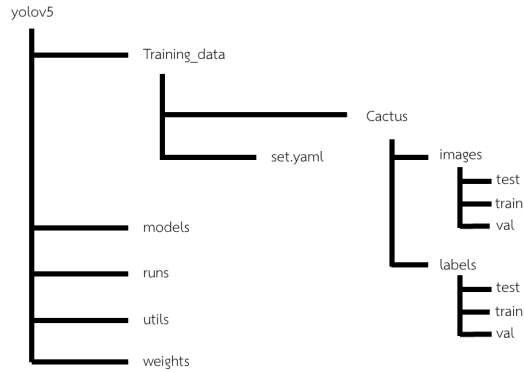 yolov5
Training_data
Cactus
set.yaml
images
test
train
val
labels
test
train
val
models
runs
utils
weights